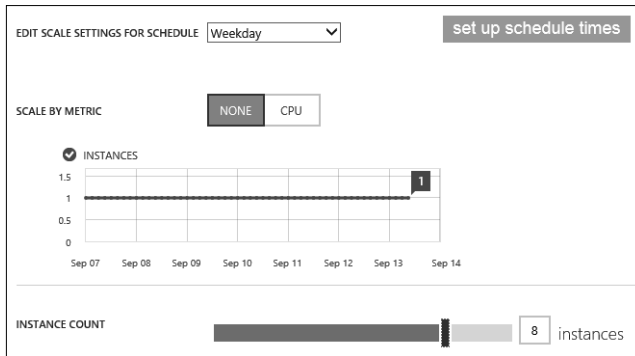 EDIT SCALE SETTINGS FOR SCHEDULE Weekday set up schedule times
SCALE BY METRIC NONE CPU
INSTANCES
1.5
1
1
0.5
0
Sep 07 Sep 08 Sep 09 Sep 10 Sep 11 Sep 12 Sep 13 Sep 14
INSTANCE COUNT 8 instances